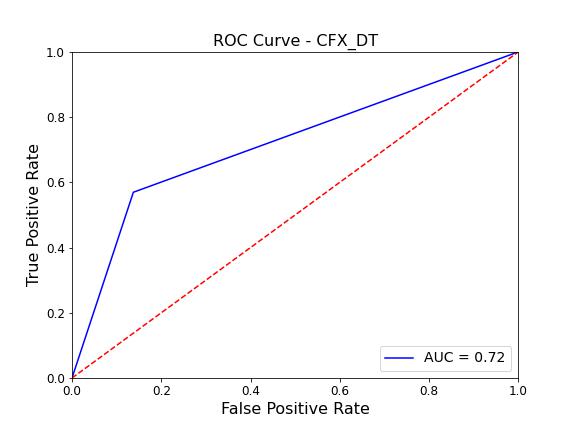 ROC Curve - CFX_DT
1.0
0.8
0.6
0.4
0.2
0.0
True Positive Rate
AUC = 0.72
0.0 0.2 0.4 0.6 0.8 1.0
False Positive Rate